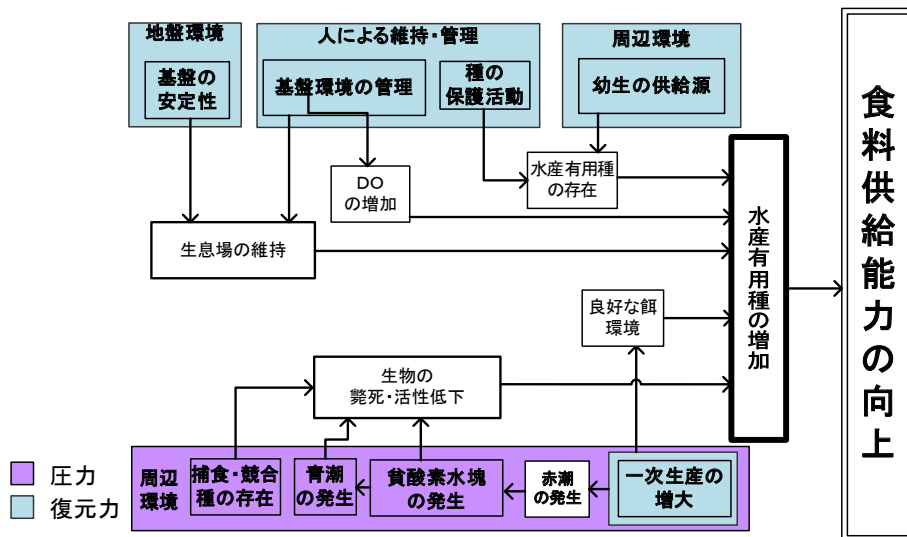 地盤環境
基盤の
安定性
人による維持・管理
基盤環境の管理
種の
保護活動
周辺環境
幼生の供給源
DO
の増加
水産有用種
の存在
生息場の維持
良好な餌
環境
生物の
斃死・活性低下
水産有用種の増加
食料供給能力の向上
周辺
環境
捕食・競合
種の存在
青潮
の発生
貧酸素水塊
の発生
赤潮
の発生
一次生産の
増大
圧力
復元力